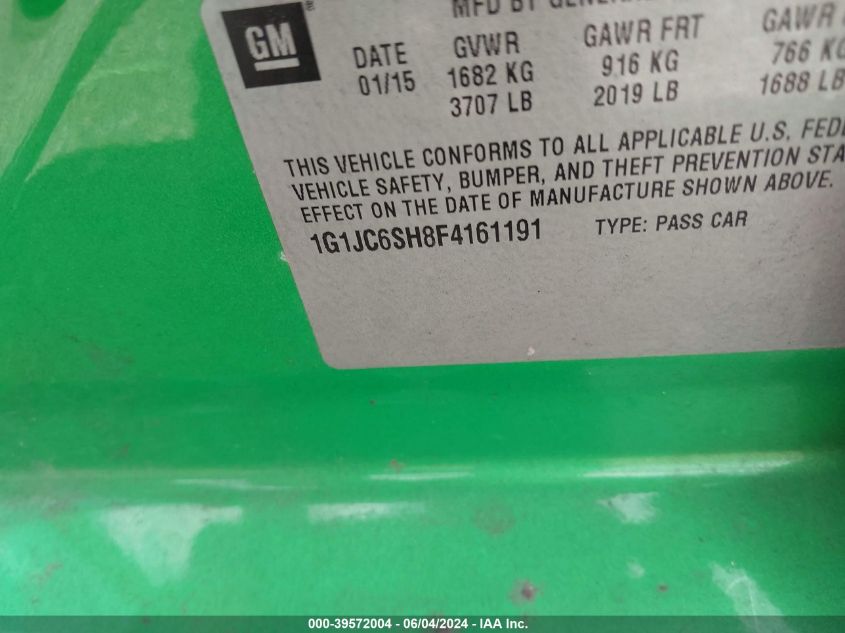 GM
MFD BY
DATE GVWR GAWR FRT GAWR
01/15 1682 KG 916 KG 766 KG
3707 LB 2019 LB 1688 LB
THIS VEHICLE CONFORMS TO ALL APPLICABLE U.S.
VEHICLE SAFETY, BUMPER, AND THEFT PREVENTION
EFFECT ON THE DATE OF MANUFACTURE SHOWN ABOVE.
1G1JC6SH8F4161191 TYPE: PASS CAR
000-39572004 - 06/04/2024 - IAA Inc.